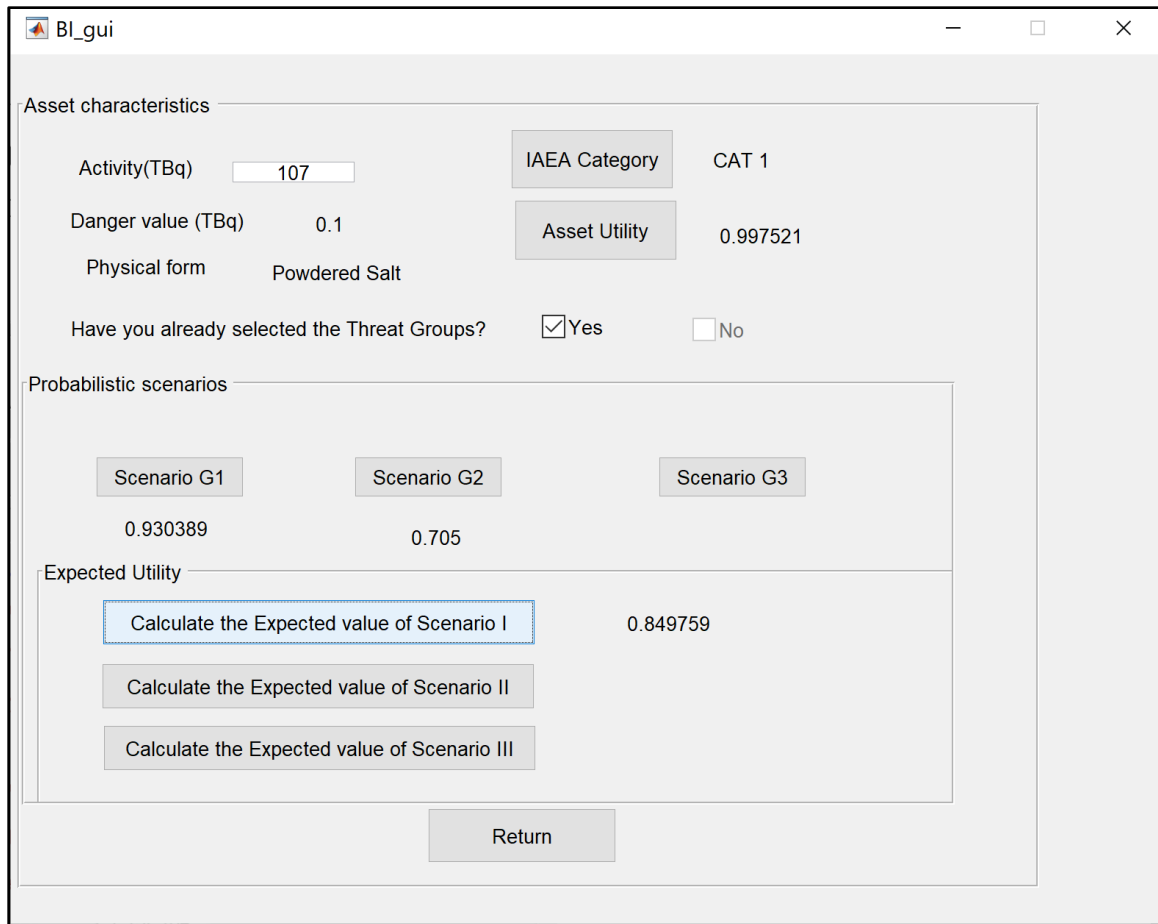 BI_gui
Asset characteristics
Activity(TBq) 107 IAEA Category CAT 1
Danger value (TBq) 0.1 Asset Utility 0.997521
Physical form Powdered Salt
Have you already selected the Threat Groups? Yes No
Probabilistic scenarios
Scenario G1 Scenario G2 Scenario G3
0.930389 0.705
Expected Utility
Calculate the Expected value of Scenario I 0.849759
Calculate the Expected value of Scenario II
Calculate the Expected value of Scenario III
Return